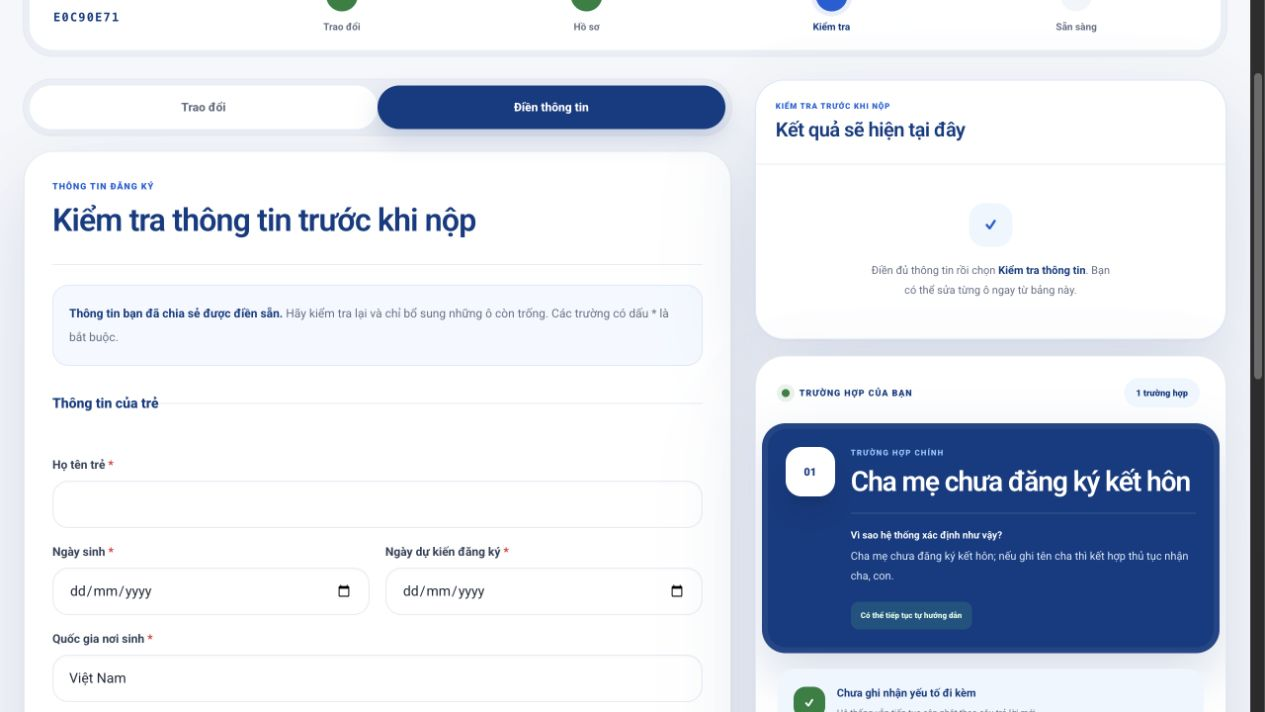 E0C90E71
Trao đổi
Hồ sơ
Kiểm tra
Sẵn sàng
Trao đổi
Điền thông tin
THÔNG TIN ĐĂNG KÝ
Kiểm tra thông tin trước khi nộp
Thông tin bạn đã chia sẻ được điền sẵn. Hãy kiểm tra lại và chỉ bổ sung những ô còn trống. Các trường có dấu * là
bắt buộc.
Thông tin của trẻ
Họ tên trẻ *
Ngày sinh *
Ngày dự kiến đăng ký *
dd/mm/yyyy
dd/mm/yyyy
Quốc gia nơi sinh *
Việt Nam
KIỂM TRA TRƯỚC KHI NỘP
Kết quả sẽ hiện tại đây
Điền đủ thông tin rồi chọn Kiểm tra thông tin. Bạn
có thể sửa từng ô ngay từ bảng này.
TRƯỜNG HỢP CỦA BẠN
1 trường hợp
01
TRƯỜNG HỢP CHÍNH
Cha mẹ chưa đăng ký kết hôn
Vì sao hệ thống xác định như vậy?
Cha mẹ chưa đăng ký kết hôn; nếu ghi tên cha thì kết hợp thủ tục nhận
cha, con.
Có thể tiếp tục tự hướng dẫn
Chưa ghi nhận yếu tố đi kèm